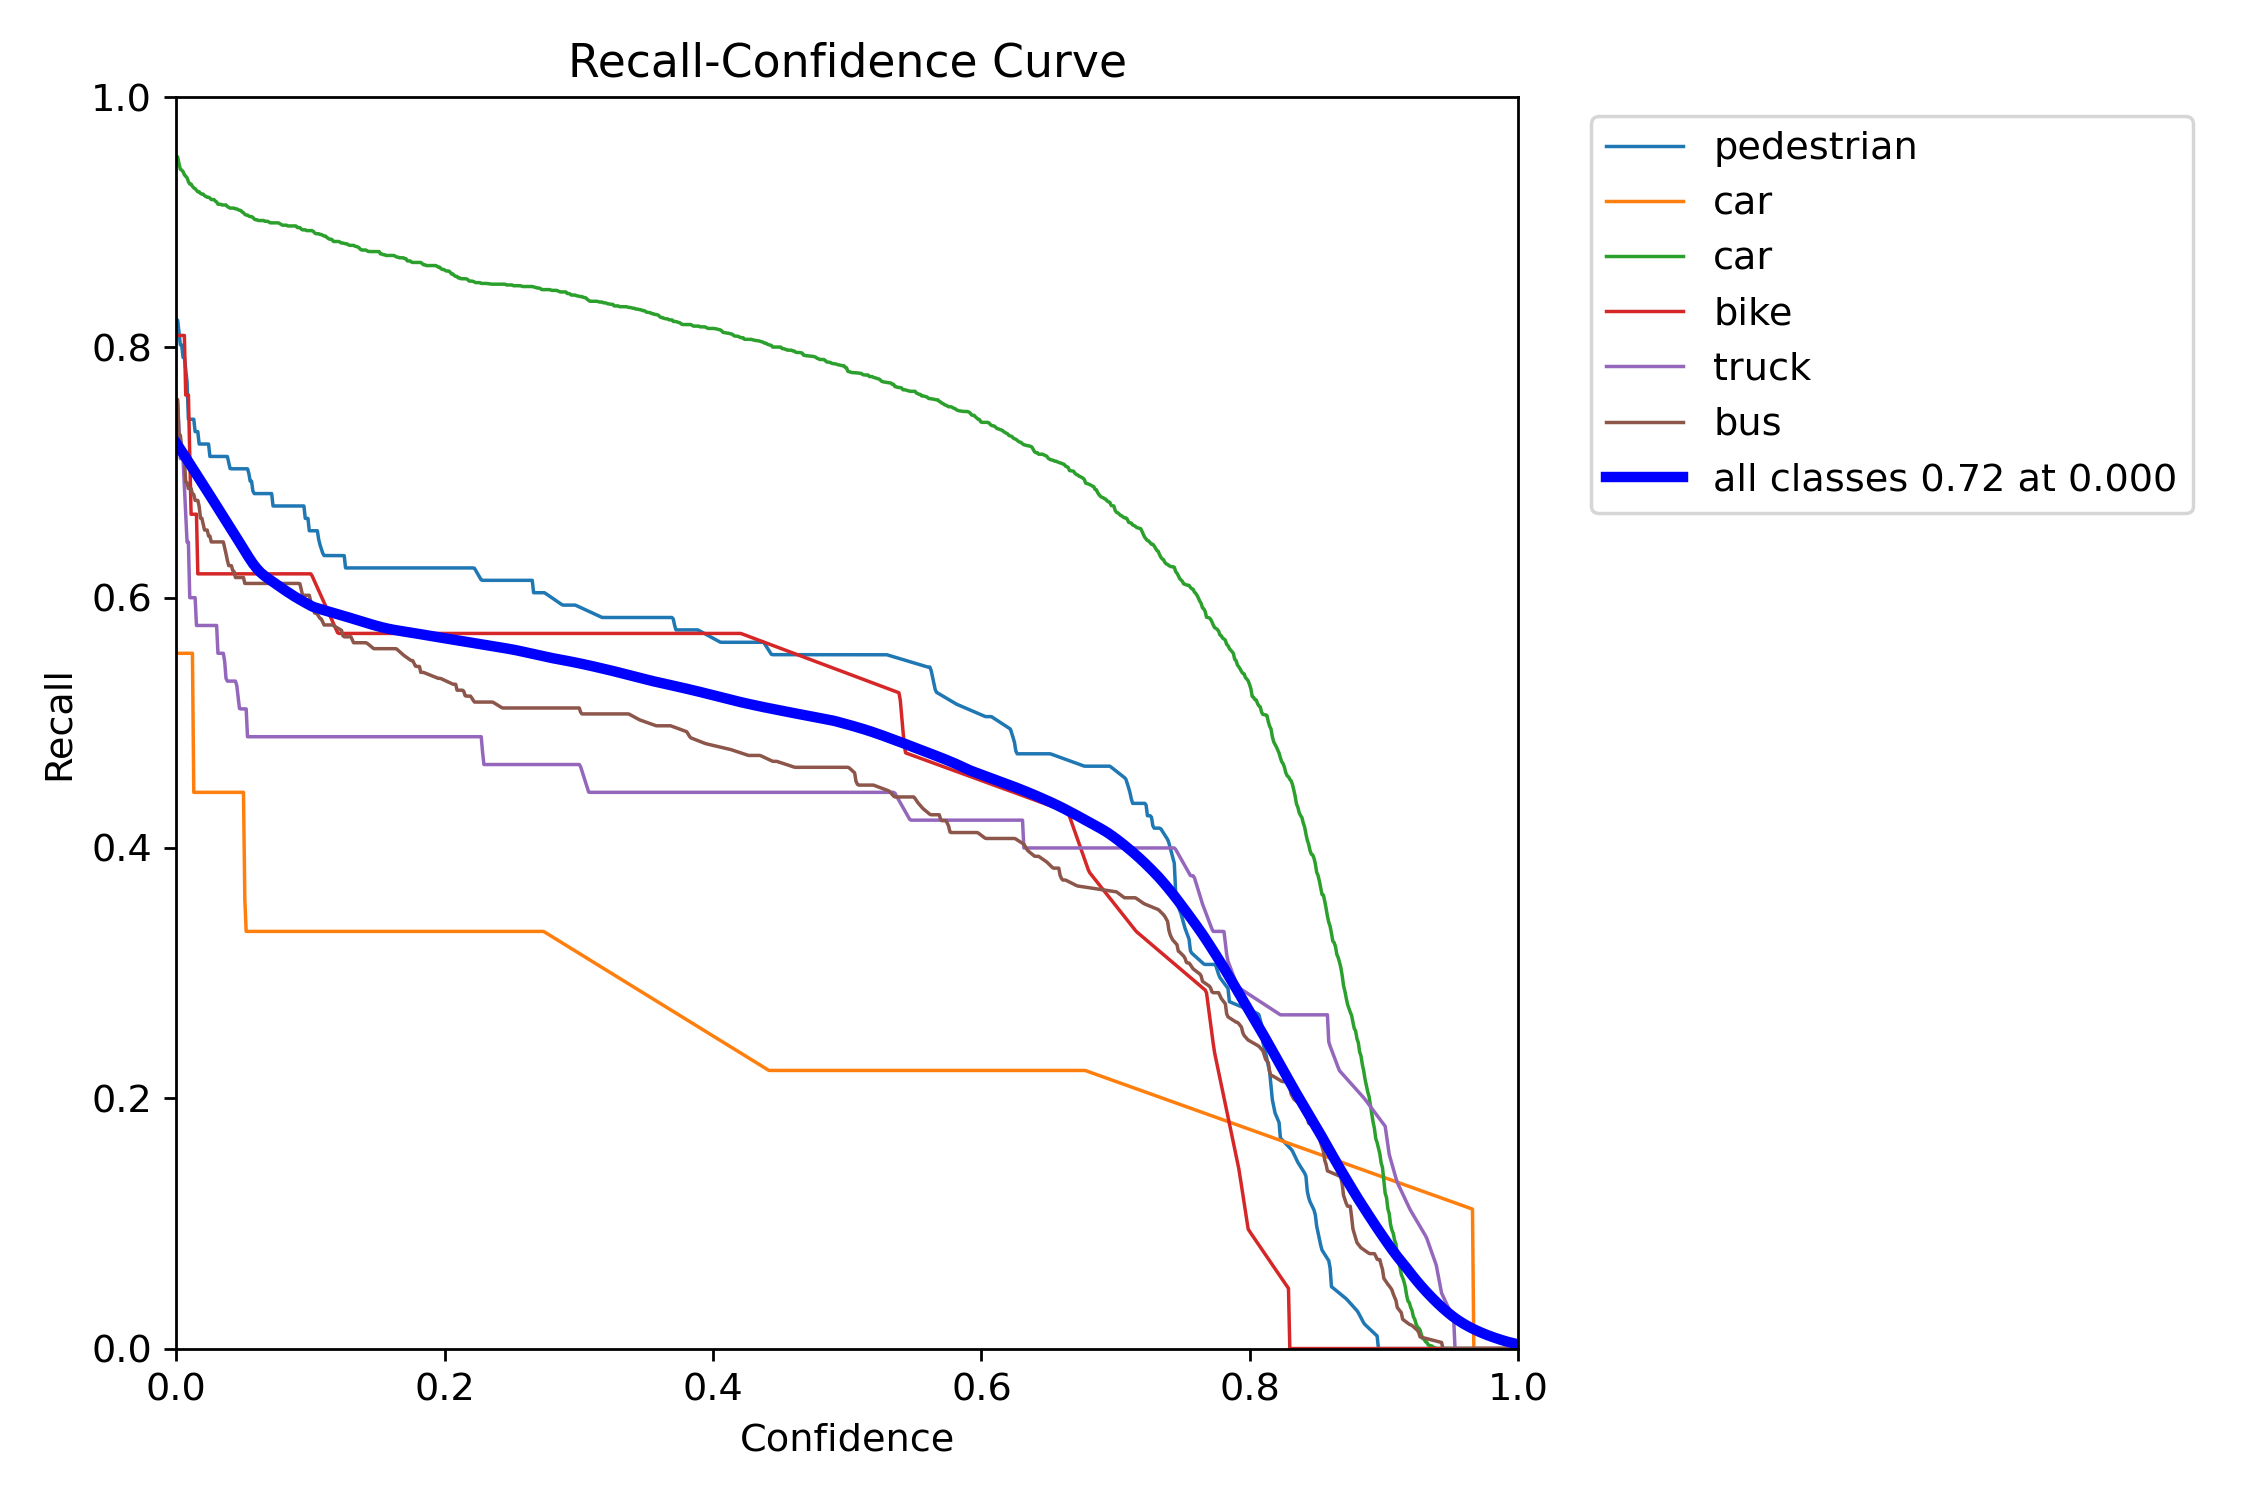 Recall-Confidence Curve
1.0
0.8
0.6
0.4
0.2
0.0
Recall
0.0 0.2 0.4 0.6 0.8 1.0
Confidence
pedestrian
car
car
bike
truck
bus
all classes 0.72 at 0.000